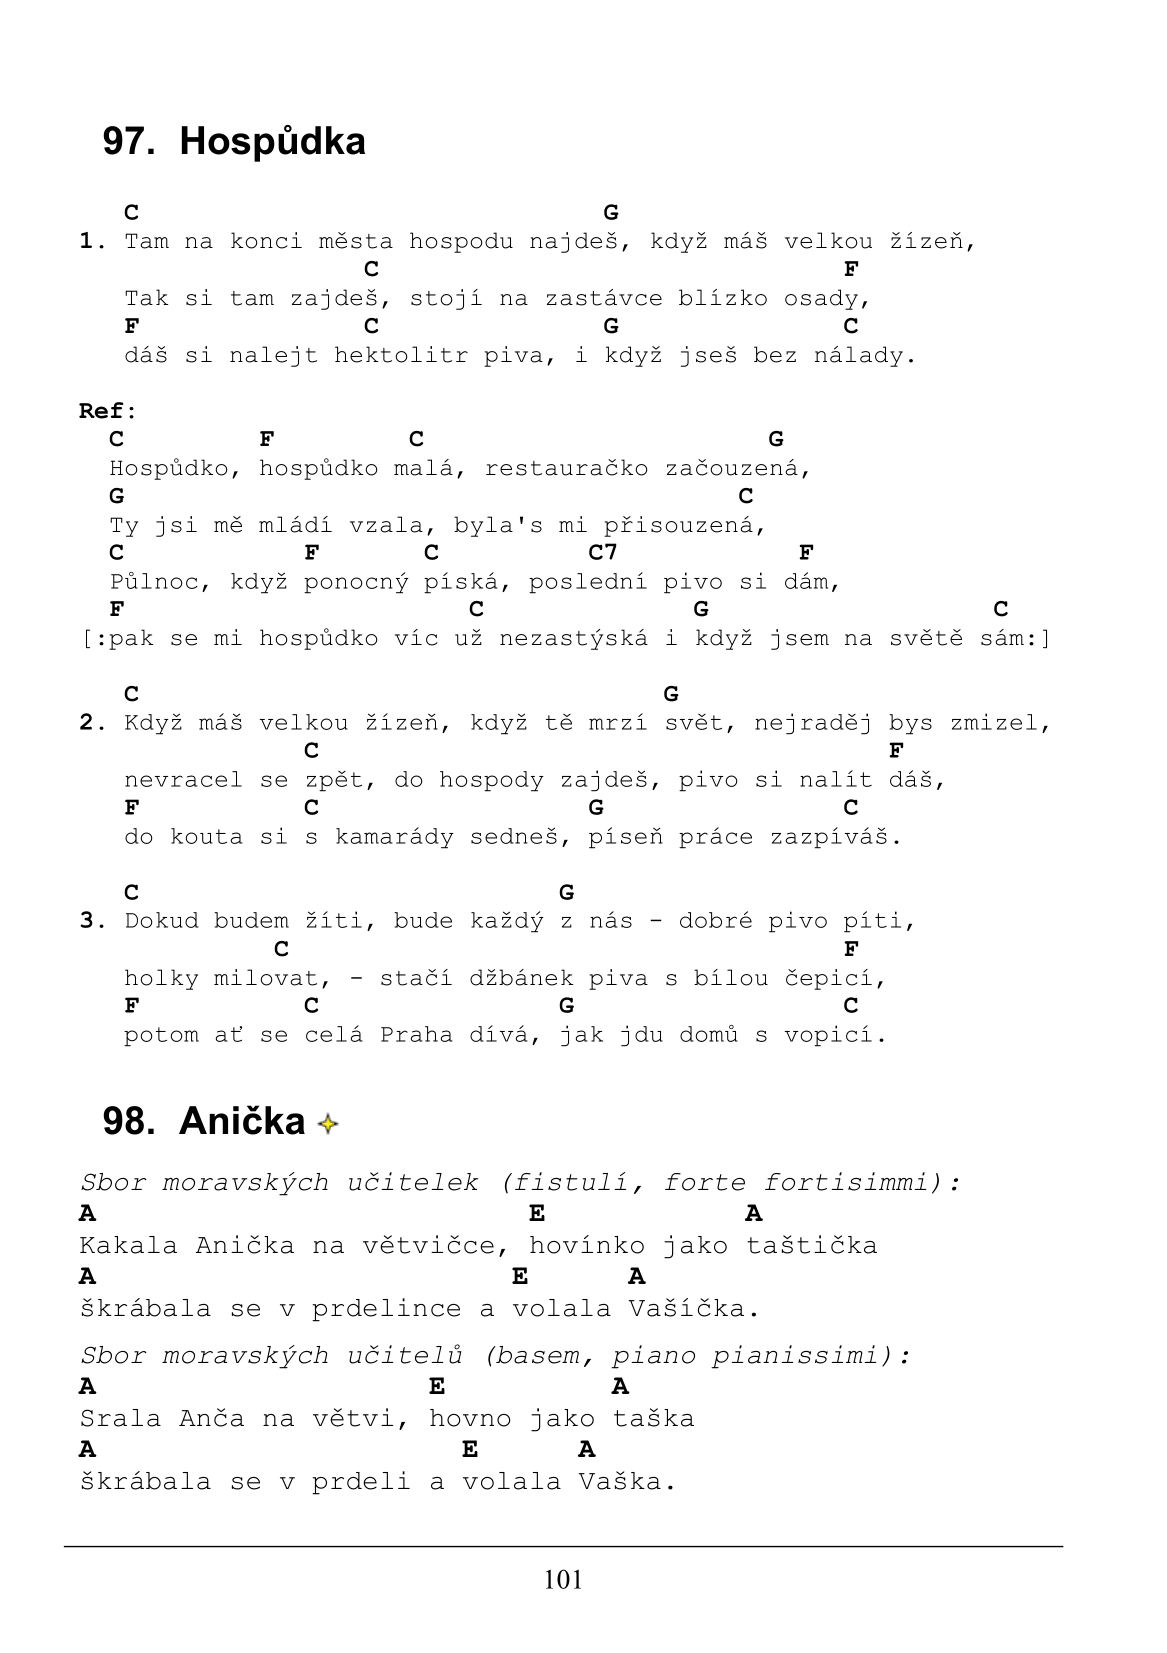 97. Hospůdka
C G
1. Tam na konci města hospodu najdeš, když máš velkou žízeň,
C F
Tak si tam zajdeš, stojí na zastávce blízko osady,
F C G C
dáš si nalejt hektolitr piva, i když jseš bez nálady.
Ref:
C F C G
Hospůdko, hospůdko malá, restauračko začouzená,
G C
Ty jsi mě mládí vzala, byla's mi přisouzená,
C F C C7 F
Půlnoc, když ponocný píská, poslední pivo si dám,
F C G C
[:pak se mi hospůdko víc už nezastýská i když jsem na světě sám:]
C G
2. Když máš velkou žízeň, když tě mrzí svět, nejraděj bys zmizel,
C F
nevracel se zpět, do hospody zajdeš, pivo si nalít dáš,
F C G C
do kouta si s kamarády sedneš, píseň práce zazpíváš.
C G
3. Dokud budem žíti, bude každý z nás - dobré pivo píti,
C F
holky milovat, - stačí džbánek piva s bílou čepicí,
F C G C
potom ať se celá Praha dívá, jak jdu domů s vopicí.
98. Anička
Sbor moravských učitelek (fistulí, forte fortisimmi):
A E A
Kakala Anička na větvičce, hovínko jako taštička
A E A
škrábala se v prdelince a volala Vašíčka.
Sbor moravských učitelů (basem, piano pianissimi):
A E A
Srala Anča na větvi, hovno jako taška
A E A
škrábala se v prdeli a volala Vaška.
101